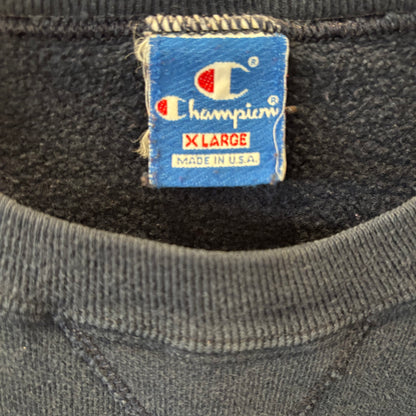 ®
Champion®
X LARGE
MADE IN U.S.A.